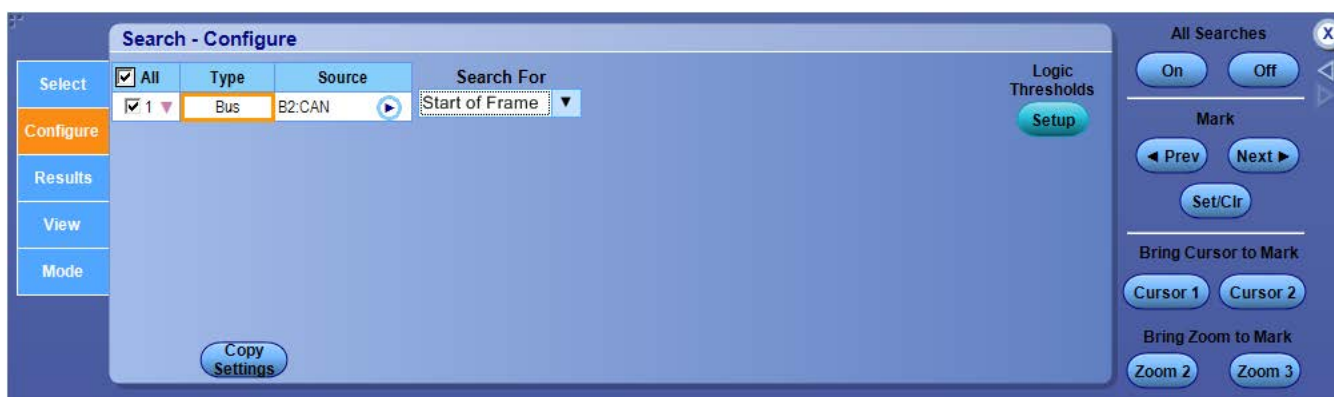 Search - Configure
Select
Configure
Results
View
Mode
All Type Source Search For
1 Bus B2:CAN Start of Frame
Logic
Thresholds
Setup
Copy
Settings
All Searches
X
On Off
Mark
Prev Next
Set/Clr
Bring Cursor to Mark
Cursor 1 Cursor 2
Bring Zoom to Mark
Zoom 2 Zoom 3